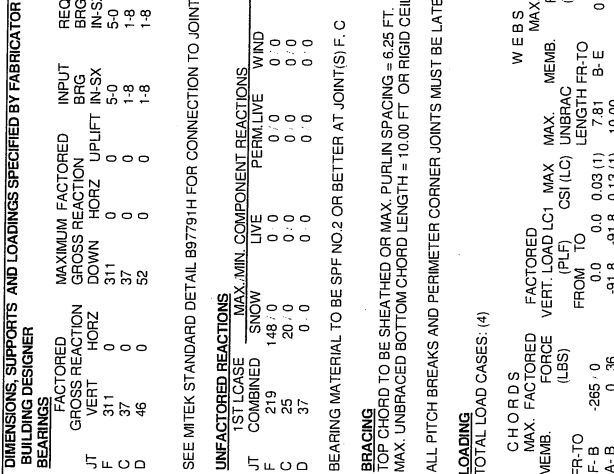 DIMENSIONS, SUPPORTS AND LOADINGS SPECIFIED BY FABRICATOR
BUILDING DESIGNER
BEARINGS
FACTORED MAXIMUM FACTORED INPUT REQ
GROSS REACTION GROSS REACTION BRG BRG
JT VERT HORZ DOWN HORZ UPLIFT IN-SX IN-S
F 311 0 311 0 0 5-0 5-0
C 37 0 37 0 0 1-8 1-8
D 46 0 52 0 0 1-8 1-8
SEE MITEK STANDARD DETAIL B97791H FOR CONNECTION TO JOINT
UNFACTORED REACTIONS
1ST LCASE MAX./MIN. COMPONENT REACTIONS
JT COMBINED SNOW LIVE PERM.LIVE WIND
F 219 148 / 0 0 / 0 0 / 0 0 / 0
C 25 20 / 0 0 / 0 0 / 0 0 / 0
D 37 0 / 0 0 / 0 0 / 0 0 / 0
BEARING MATERIAL TO BE SPF NO.2 OR BETTER AT JOINT(S) F, C
BRACING
TOP CHORD TO BE SHEATHED OR MAX. PURLIN SPACING = 6.25 FT.
MAX. UNBRACED BOTTOM CHORD LENGTH = 10.00 FT OR RIGID CEIL
ALL PITCH BREAKS AND PERIMETER CORNER JOINTS MUST BE LATE
LOADING
TOTAL LOAD CASES: (4)
CHORDS WEBS
MAX. FACTORED FACTORED MAX.
MEMB. FORCE VERT. LOAD LC1 MAX MAX. MEMB.
(LBS) (PLF) CSI (LC) UNBRAC
FR-TO FROM TO LENGTH FR-TO
F- B -265 / 0 0.0 0.0 0.03 (1) 7.81 B- E 0
A- B 0 / 36 -91.8 -91.8 0.13 (1) 10.00